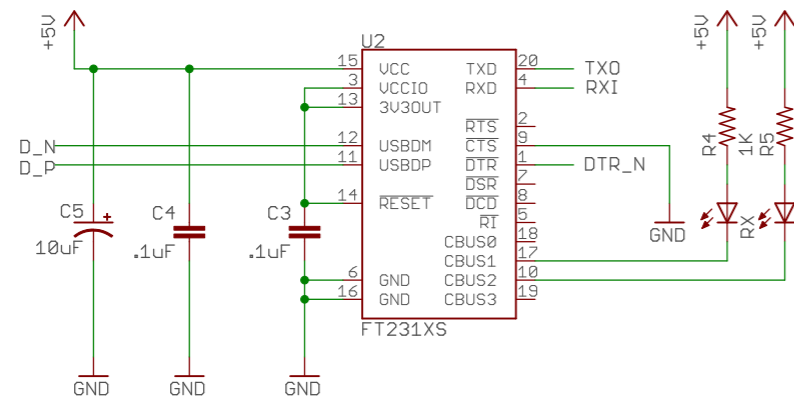 +5V
+5V
+5V
U2
15 VCC TXD 20 TXO
3 VCCIO RXD 4 RXI
13 3V3OUT
RTS 2
D_N 12 USBDM CTS 9
D_P 11 USBDP DTR 1 DTR_N
DSR 7
14 RESET DCD 8
RI 5
CBUS0 18
CBUS1 17
6 GND CBUS2 10
16 GND CBUS3 19
FT231XS
R4
1K
R5
RX
C5
+
10uF
C4
.1uF
C3
.1uF
GND
GND
GND
GND